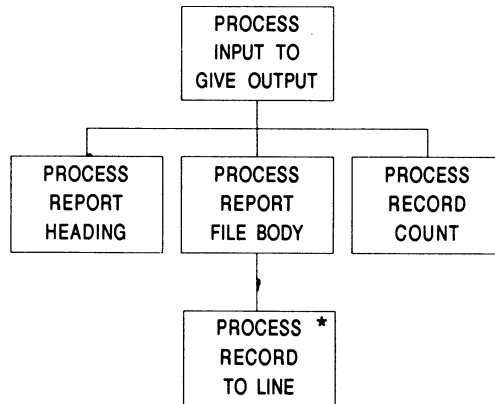 PROCESS
INPUT TO
GIVE OUTPUT
PROCESS
REPORT
HEADING
PROCESS
REPORT
FILE BODY
PROCESS
RECORD
COUNT
PROCESS *
RECORD
TO LINE